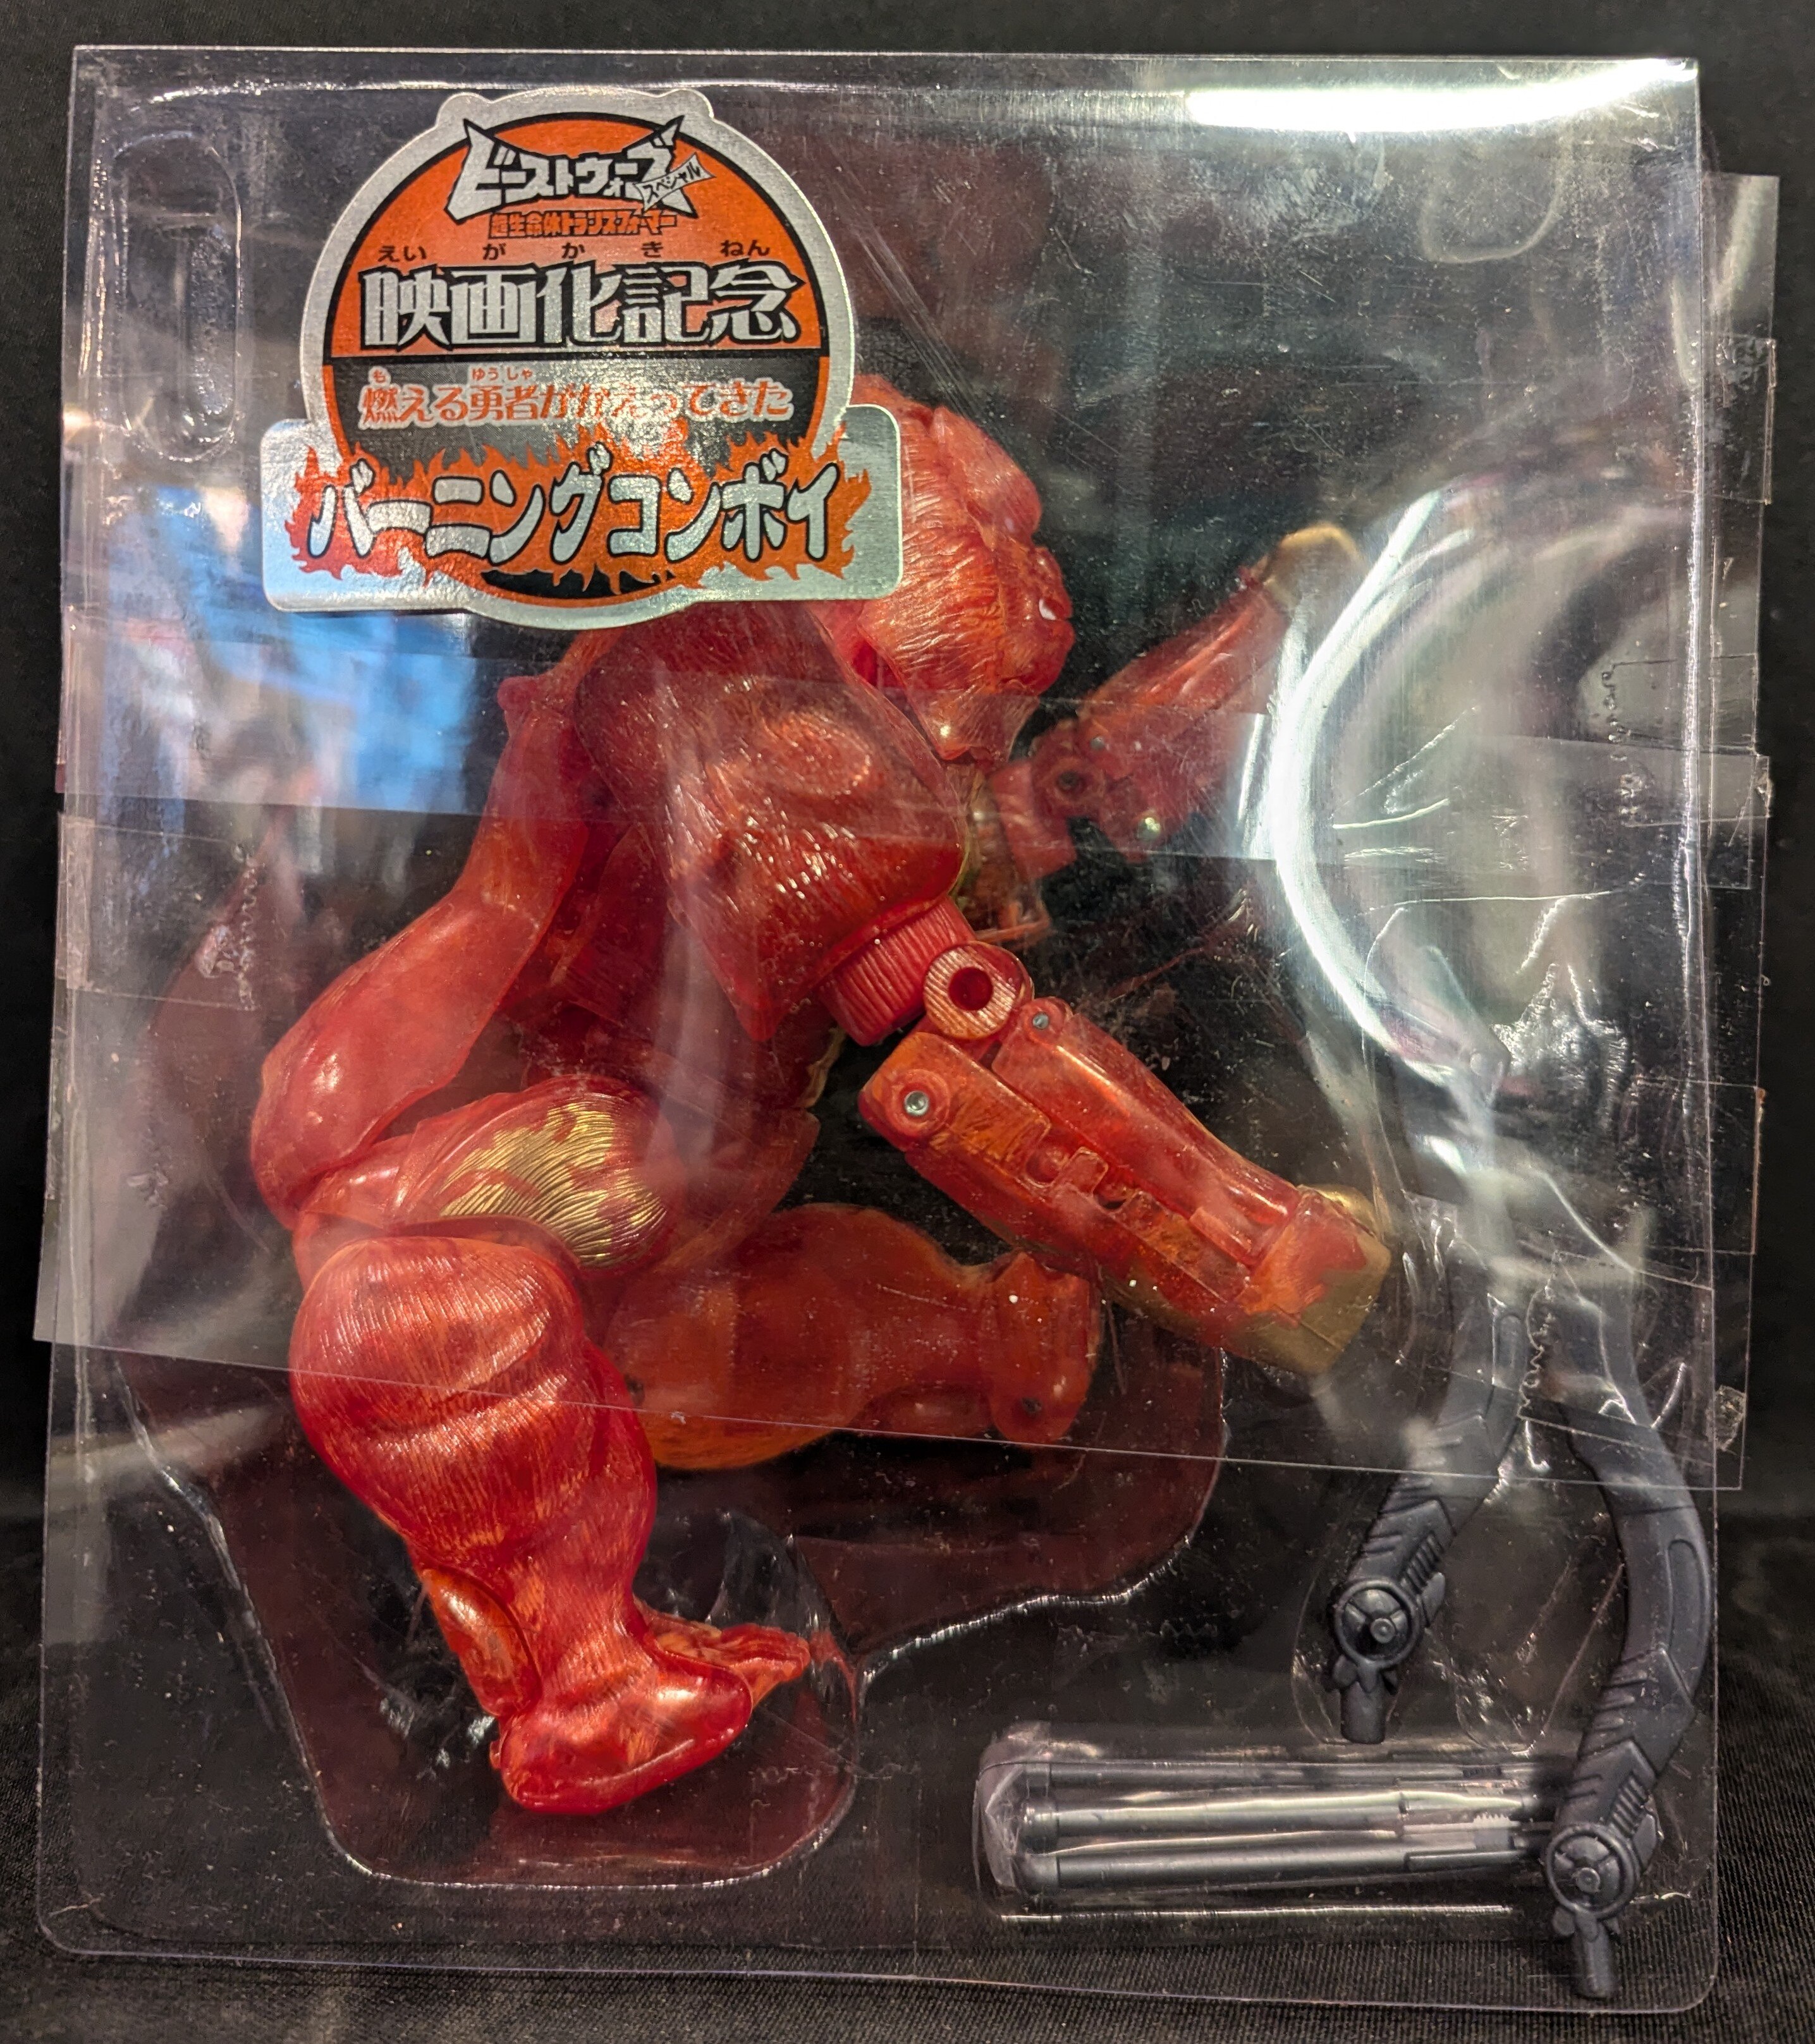 ビーストウォーズ
スペシャル
超生命体トランスフォーマー
えい が か き ねん
映画化記念
も ゆうしゃ
燃える勇者がかえってきた
バーニングコンボイ